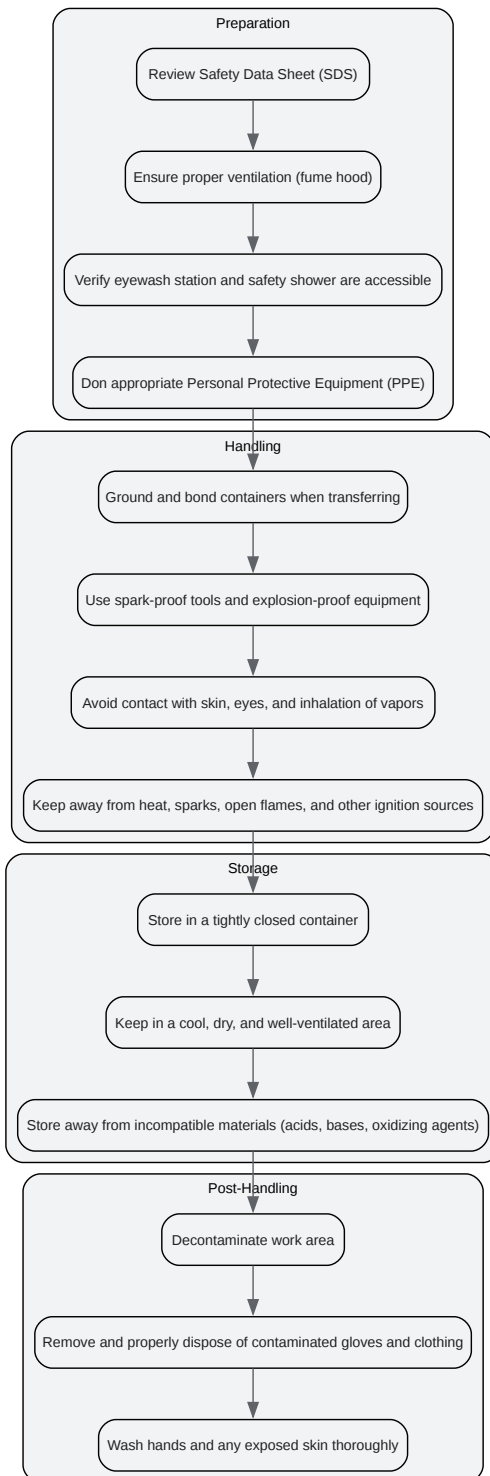 Preparation
Review Safety Data Sheet (SDS)
Ensure proper ventilation (fume hood)
Verify eyewash station and safety shower are accessible
Don appropriate Personal Protective Equipment (PPE)
Handling
Ground and bond containers when transferring
Use spark-proof tools and explosion-proof equipment
Avoid contact with skin, eyes, and inhalation of vapors
Keep away from heat, sparks, open flames, and other ignition sources
Storage
Store in a tightly closed container
Keep in a cool, dry, and well-ventilated area
Store away from incompatible materials (acids, bases, oxidizing agents)
Post-Handling
Decontaminate work area
Remove and properly dispose of contaminated gloves and clothing
Wash hands and any exposed skin thoroughly